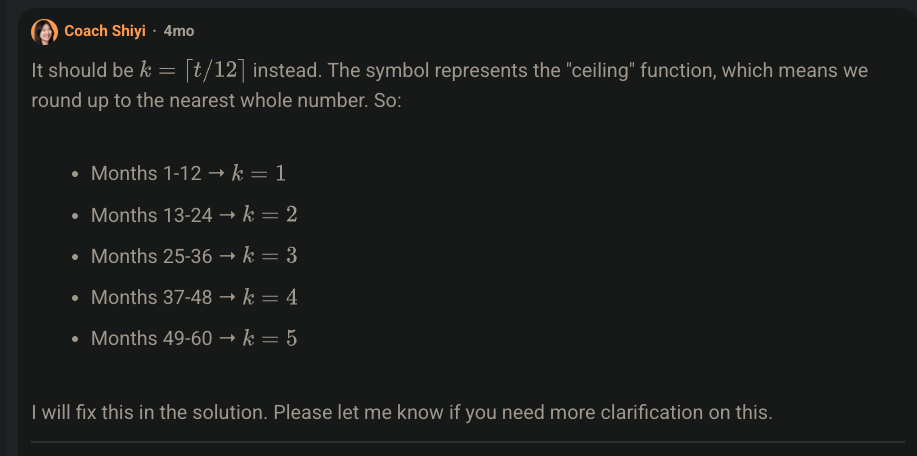 Coach Shiyi · 4mo
It should be k = ⌈t/12⌉ instead. The symbol represents the "ceiling" function, which means we
round up to the nearest whole number. So:
• Months 1-12 → k = 1
• Months 13-24 → k = 2
• Months 25-36 → k = 3
• Months 37-48 → k = 4
• Months 49-60 → k = 5
I will fix this in the solution. Please let me know if you need more clarification on this.